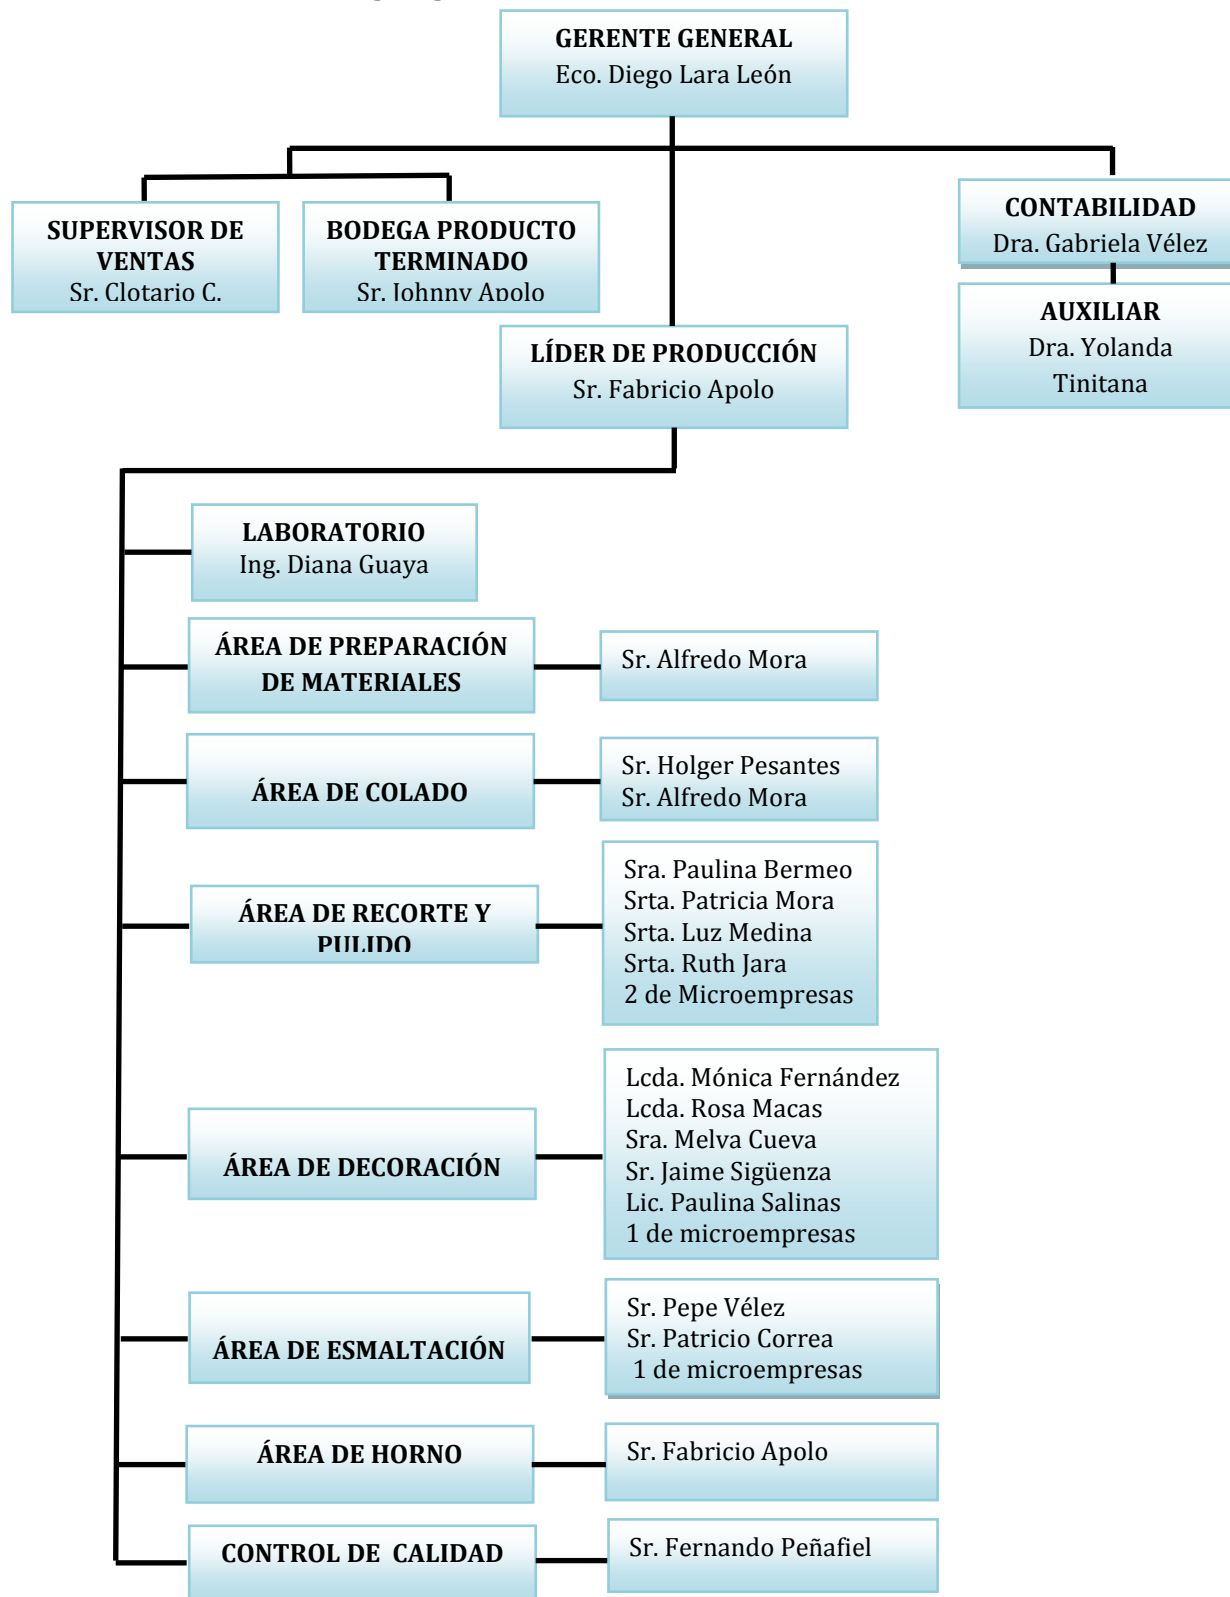 GERENTE GENERAL
Eco. Diego Lara León
SUPERVISOR DE
VENTAS
Sr. Clotario C.
BODEGA PRODUCTO
TERMINADO
Sr. Johnny Apolo
CONTABILIDAD
Dra. Gabriela Vélez
AUXILIAR
Dra. Yolanda
Tinitana
LÍDER DE PRODUCCIÓN
Sr. Fabricio Apolo
LABORATORIO
Ing. Diana Guaya
ÁREA DE PREPARACIÓN
DE MATERIALES
Sr. Alfredo Mora
ÁREA DE COLADO
Sr. Holger Pesantes
Sr. Alfredo Mora
ÁREA DE RECORTE Y
PULIDO
Sra. Paulina Bermeo
Srta. Patricia Mora
Srta. Luz Medina
Srta. Ruth Jara
2 de Microempresas
ÁREA DE DECORACIÓN
Lcda. Mónica Fernández
Lcda. Rosa Macas
Sra. Melva Cueva
Sr. Jaime Sigüenza
Lic. Paulina Salinas
1 de microempresas
ÁREA DE ESMALTACIÓN
Sr. Pepe Vélez
Sr. Patricio Correa
1 de microempresas
ÁREA DE HORNO
Sr. Fabricio Apolo
CONTROL DE CALIDAD
Sr. Fernando Peñafiel